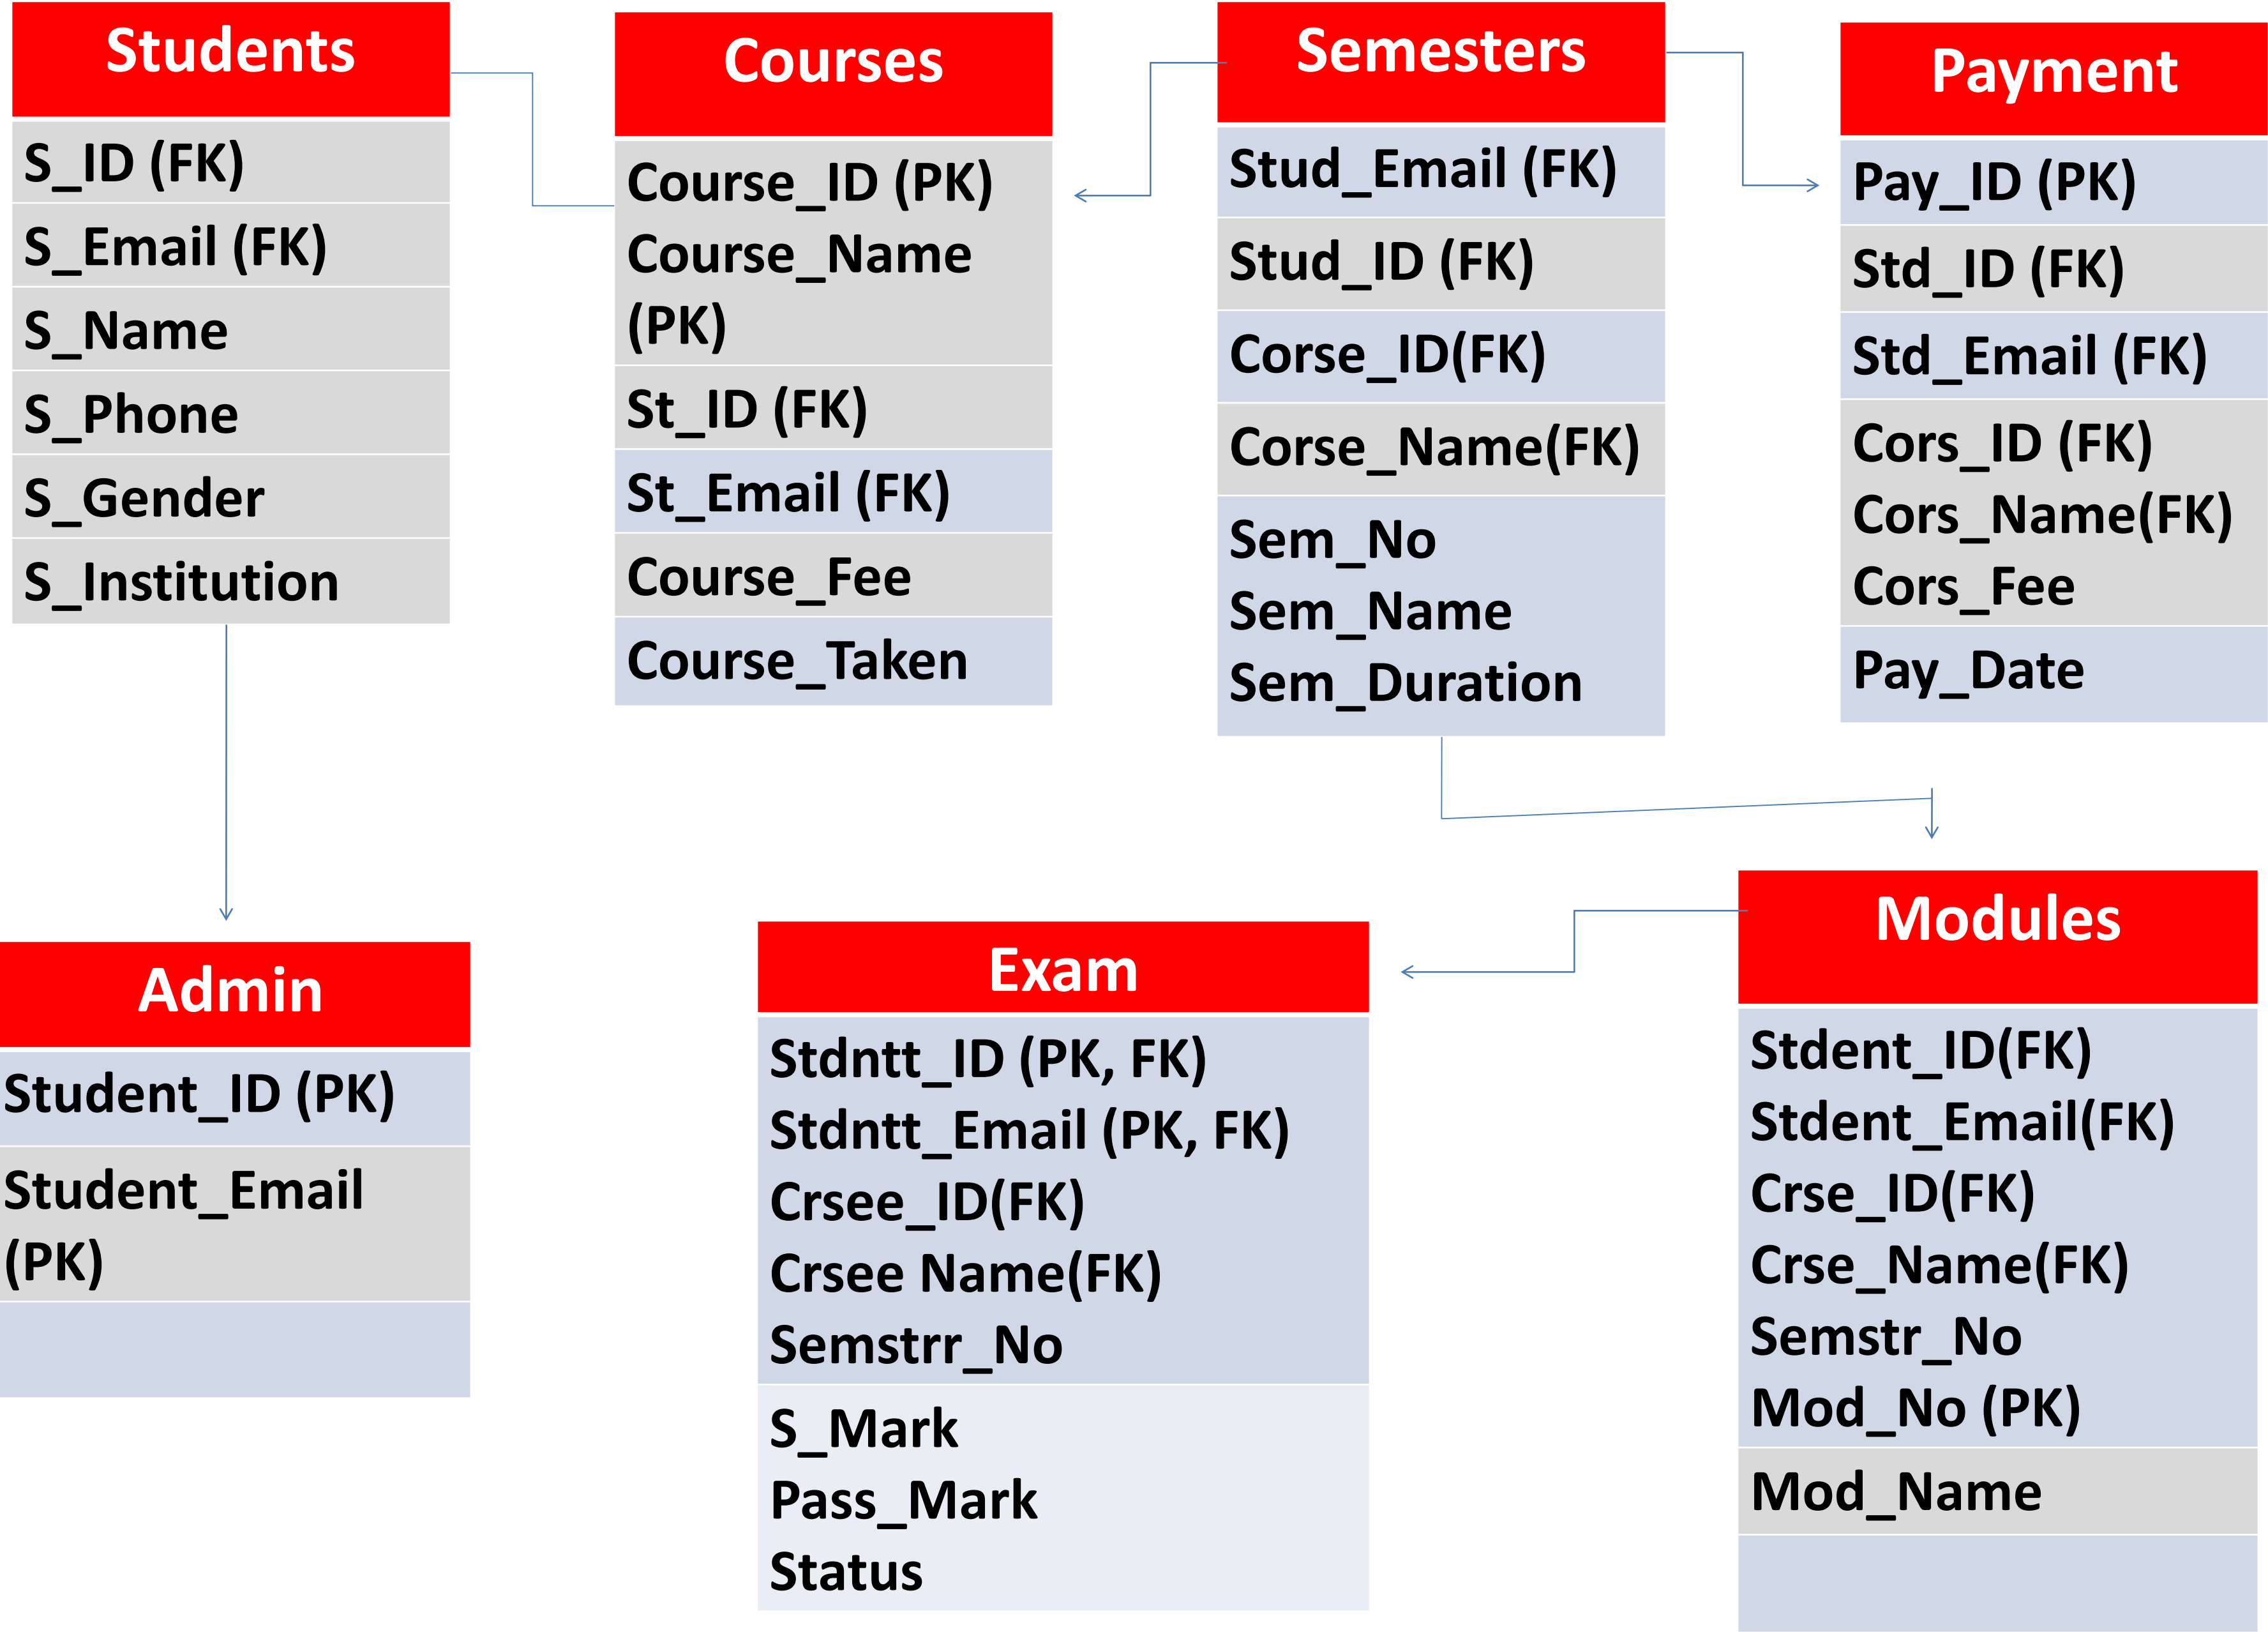 Students
S_ID (FK)
S_Email (FK)
S_Name
S_Phone
S_Gender
S_Institution
Courses
Course_ID (PK)
Course_Name
(PK)
St_ID (FK)
St_Email (FK)
Course_Fee
Course_Taken
Semesters
Stud_Email (FK)
Stud_ID (FK)
Corse_ID(FK)
Corse_Name(FK)
Sem_No
Sem_Name
Sem_Duration
Payment
Pay_ID (PK)
Std_ID (FK)
Std_Email (FK)
Cors_ID (FK)
Cors_Name(FK)
Cors_Fee
Pay_Date
Admin
Student_ID (PK)
Student_Email
(PK)
Exam
Stdntt_ID (PK, FK)
Stdntt_Email (PK, FK)
Crsee_ID(FK)
Crsee Name(FK)
Semstrr_No
S_Mark
Pass_Mark
Status
Modules
Stdent_ID(FK)
Stdent_Email(FK)
Crse_ID(FK)
Crse_Name(FK)
Semstr_No
Mod_No (PK)
Mod_Name